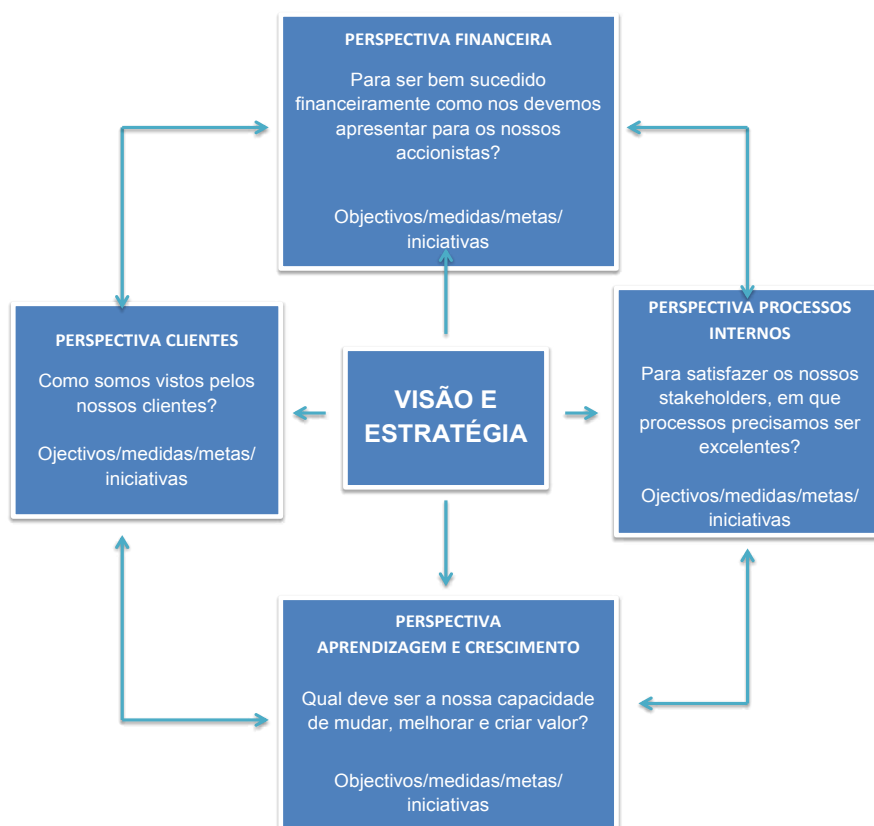 PERSPECTIVA FINANCEIRA
Para ser bem sucedido
financeiramente como nos devemos
apresentar para os nossos
accionistas?
Objectivos/medidas/metas/
iniciativas
PERSPECTIVA CLIENTES
Como somos vistos pelos
nossos clientes?
Ojectivos/medidas/metas/
iniciativas
VISÃO E
ESTRATÉGIA
PERSPECTIVA PROCESSOS
INTERNOS
Para satisfazer os nossos
stakeholders, em que
processos precisamos ser
excelentes?
Ojectivos/medidas/metas/
iniciativas
PERSPECTIVA
APRENDIZAGEM E CRESCIMENTO
Qual deve ser a nossa capacidade
de mudar, melhorar e criar valor?
Objectivos/medidas/metas/
iniciativas